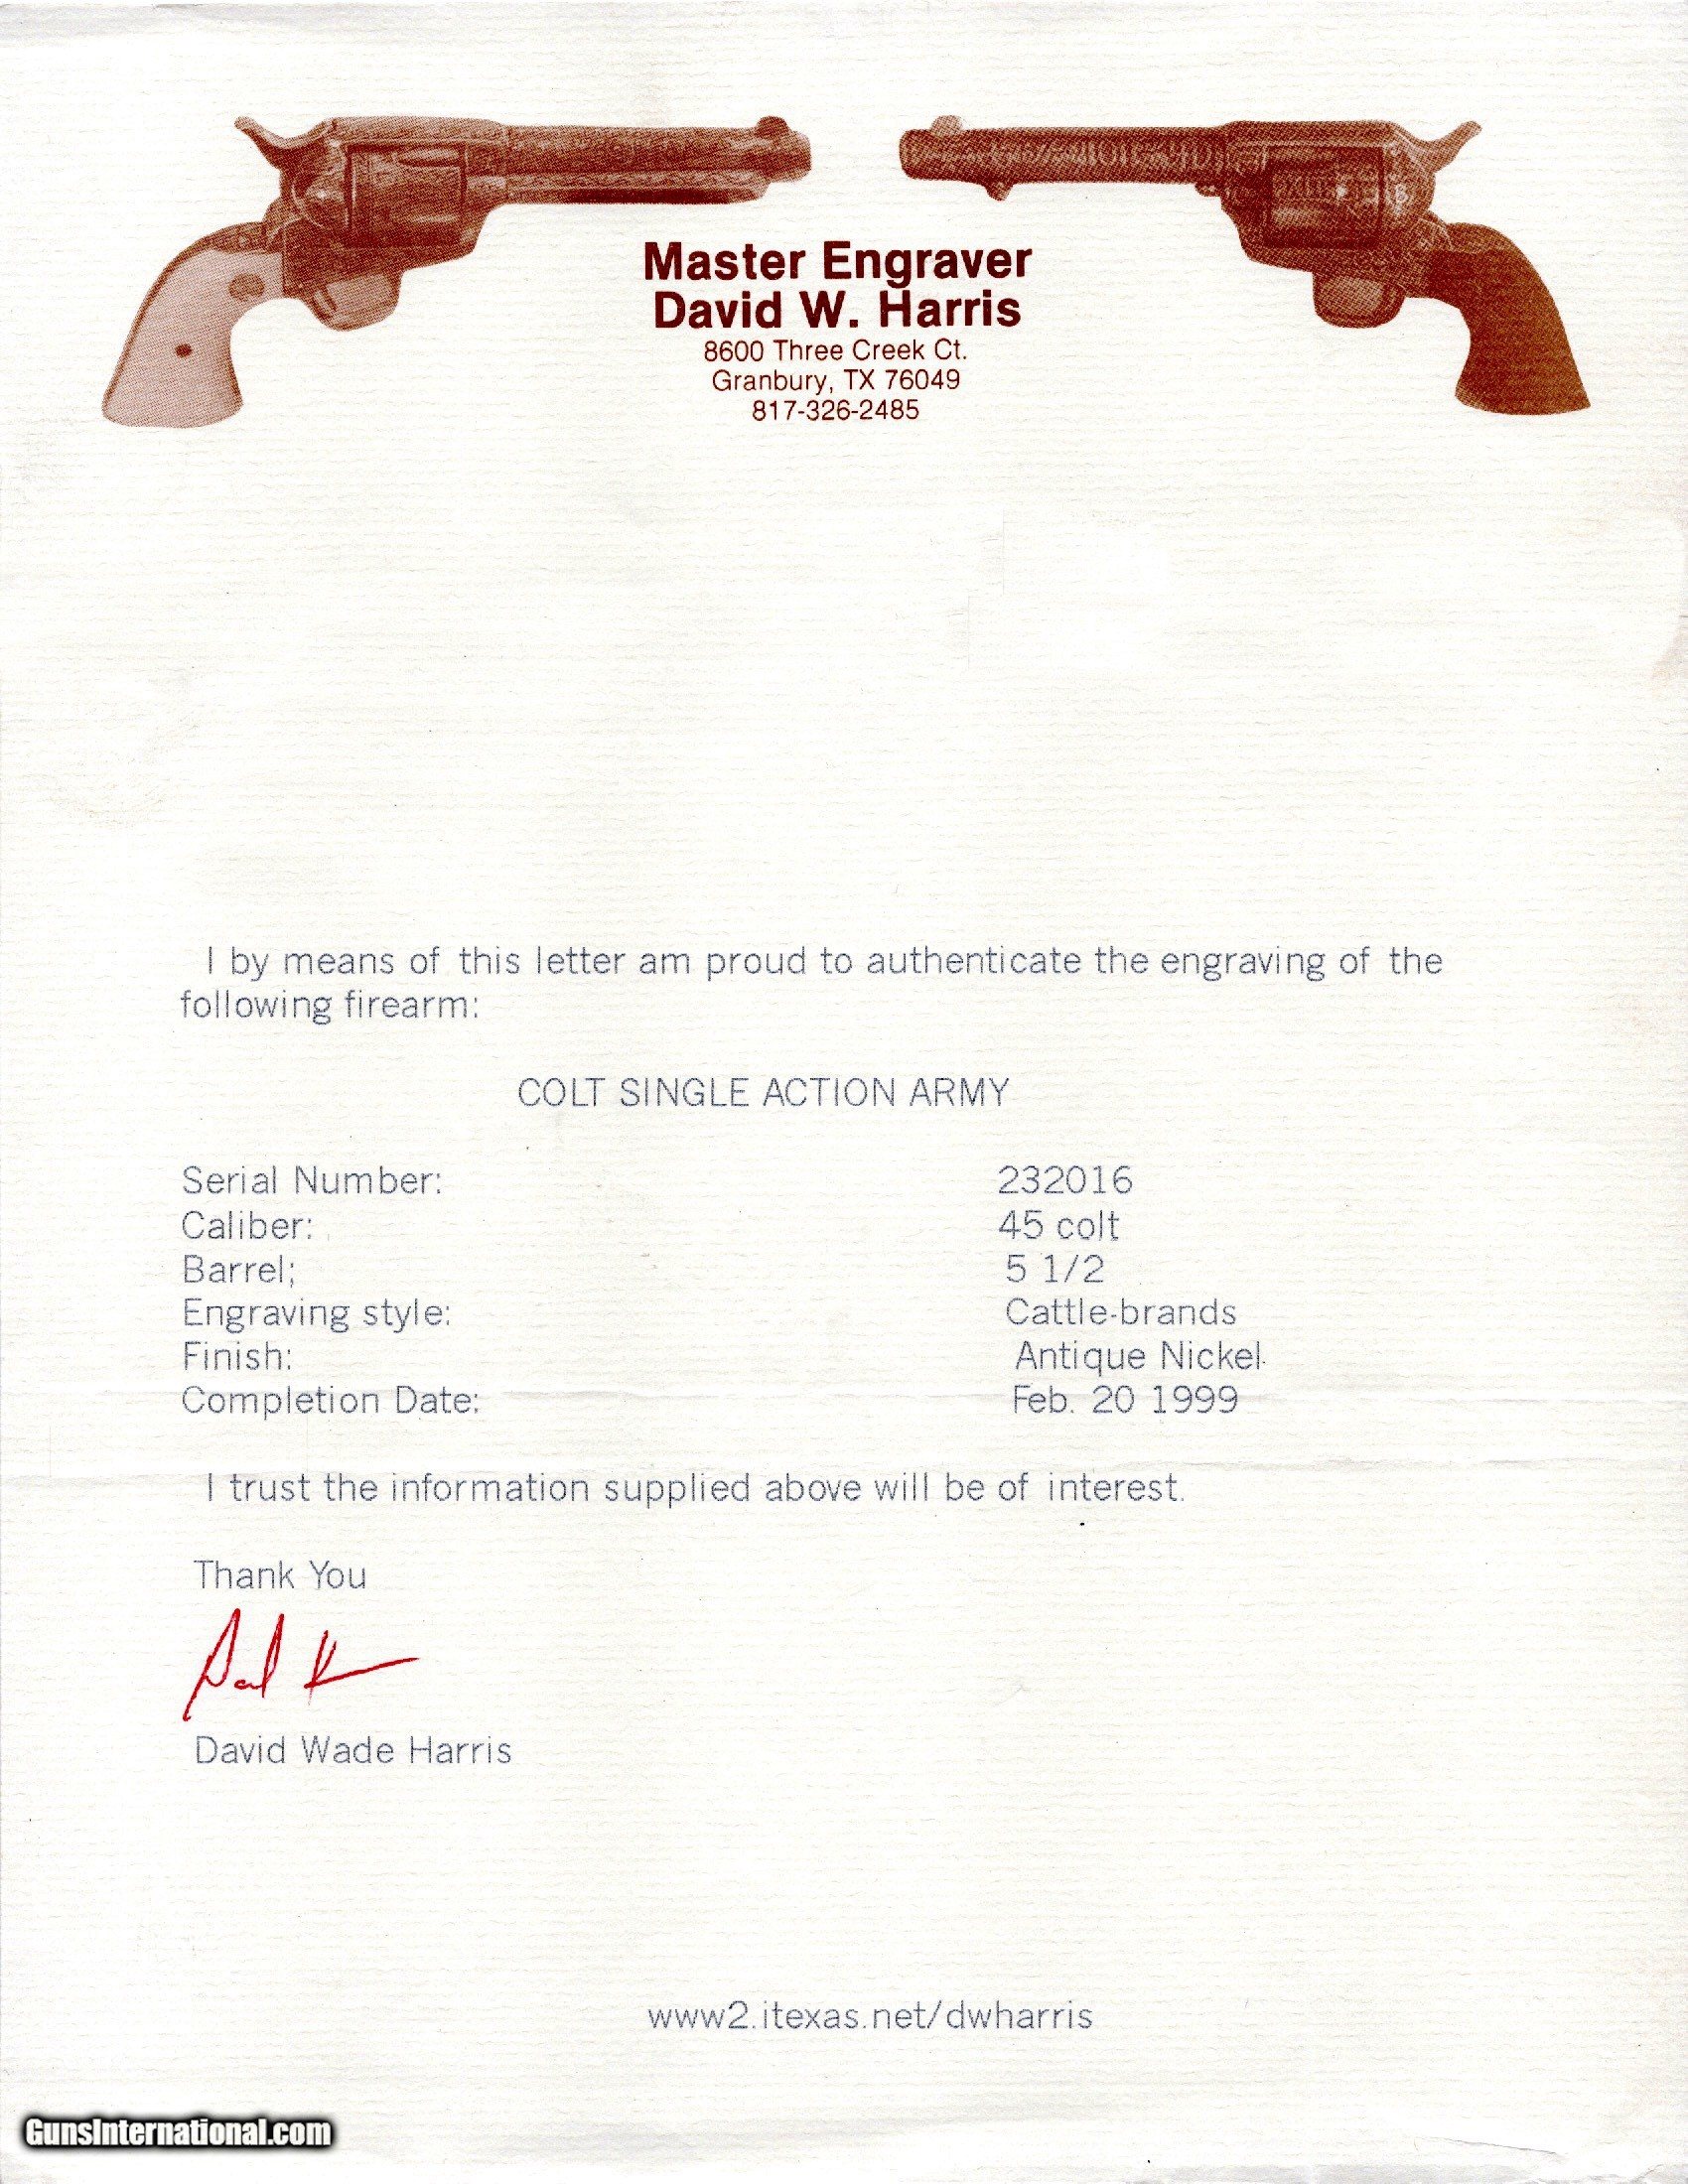 Master Engraver
David W. Harris
8600 Three Creek Ct.
Granbury, TX 76049
817-326-2485
I by means of this letter am proud to authenticate the engraving of the
following firearm:
COLT SINGLE ACTION ARMY
Serial Number: 232016
Caliber: 45 colt
Barrel; 5 1/2
Engraving style: Cattle-brands
Finish: Antique Nickel
Completion Date: Feb. 20 1999
I trust the information supplied above will be of interest.
Thank You
David Wade Harris
www2.itexas.net/dwharris
GunsInternational.com